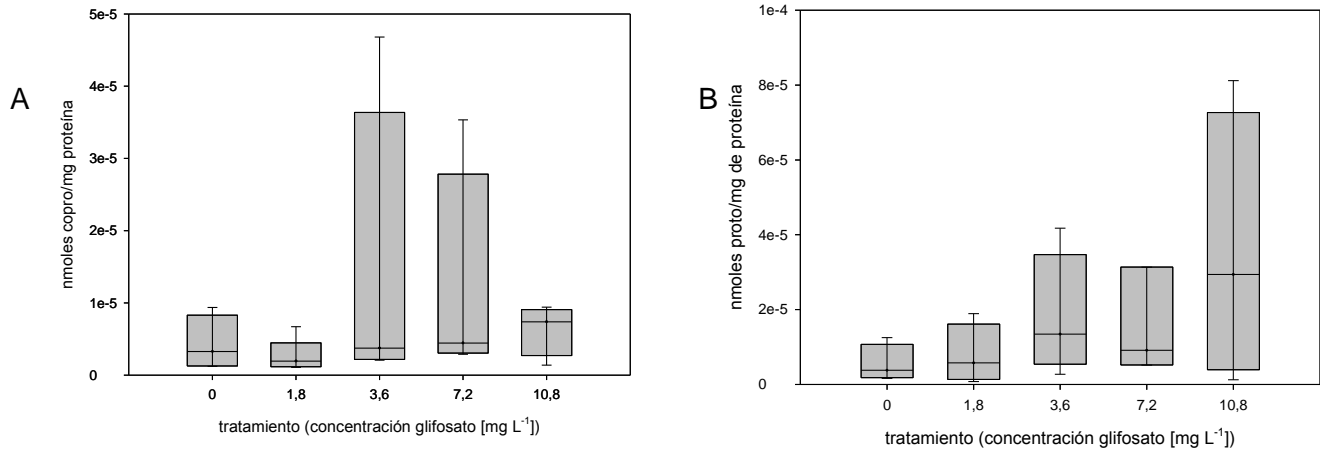 A
nmoles copro/mg proteína
5e-5
4e-5
3e-5
2e-5
1e-5
0
0 1,8 3,6 7,2 10,8
tratamiento (concentración glifosato [mg L⁻¹])
B
nmoles proto/mg de proteína
1e-4
8e-5
6e-5
4e-5
2e-5
0
0 1,8 3,6 7,2 10,8
tratamiento (concentración glifosato [mg L⁻¹])